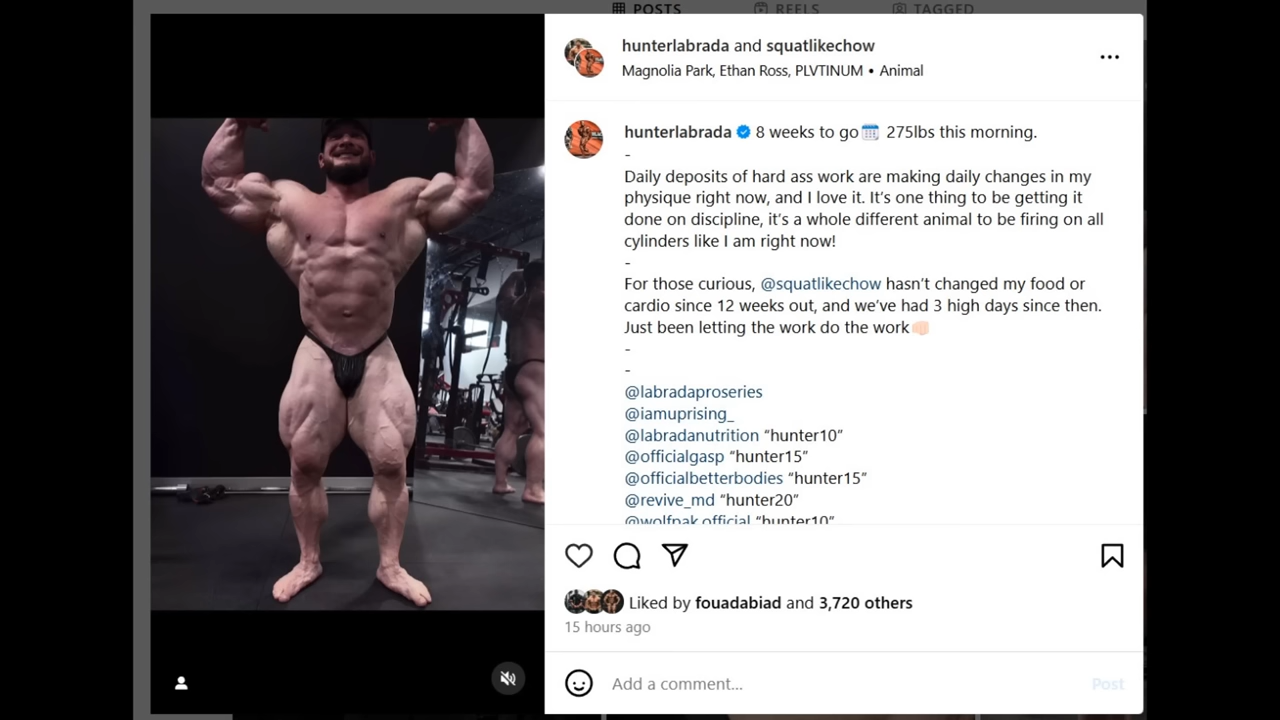 POSTS REELS TAGGED
hunterlabrada and squatlikechow
Magnolia Park, Ethan Ross, PLVTINUM • Animal
hunterlabrada 8 weeks to go🗓️ 275lbs this morning.
-
Daily deposits of hard ass work are making daily changes in my
physique right now, and I love it. It’s one thing to be getting it
done on discipline, it’s a whole different animal to be firing on all
cylinders like I am right now!
-
For those curious, @squatlikechow hasn’t changed my food or
cardio since 12 weeks out, and we’ve had 3 high days since then.
Just been letting the work do the work👊🏻
-
-
@labradaproseries
@iamuprising_
@labradanutrition “hunter10”
@officialgasp “hunter15”
@officialbetterbodies “hunter15”
@revive_md “hunter20”
@wolfpak.official “hunter10”
Liked by fouadabiad and 3,720 others
15 hours ago
Add a comment...
Post